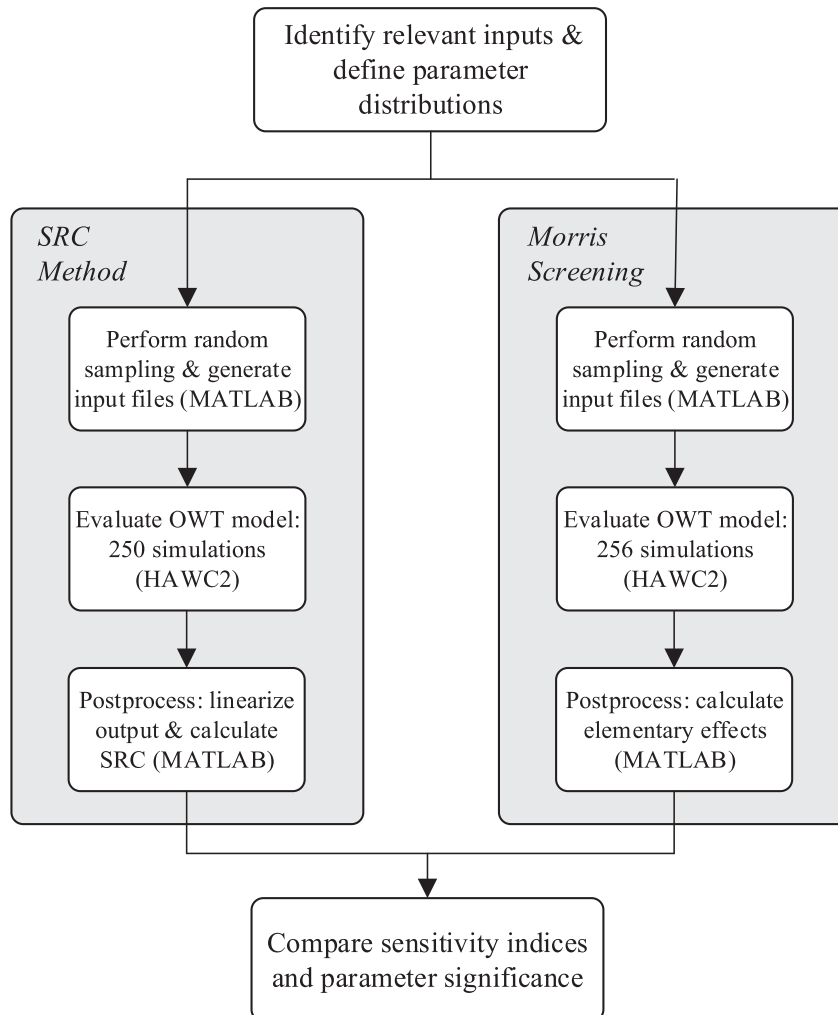 Identify relevant inputs &
define parameter
distributions
SRC
Method
Perform random
sampling & generate
input files (MATLAB)
Evaluate OWT model:
250 simulations
(HAWC2)
Postprocess: linearize
output & calculate
SRC (MATLAB)
Morris
Screening
Perform random
sampling & generate
input files (MATLAB)
Evaluate OWT model:
256 simulations
(HAWC2)
Postprocess: calculate
elementary effects
(MATLAB)
Compare sensitivity indices
and parameter significance